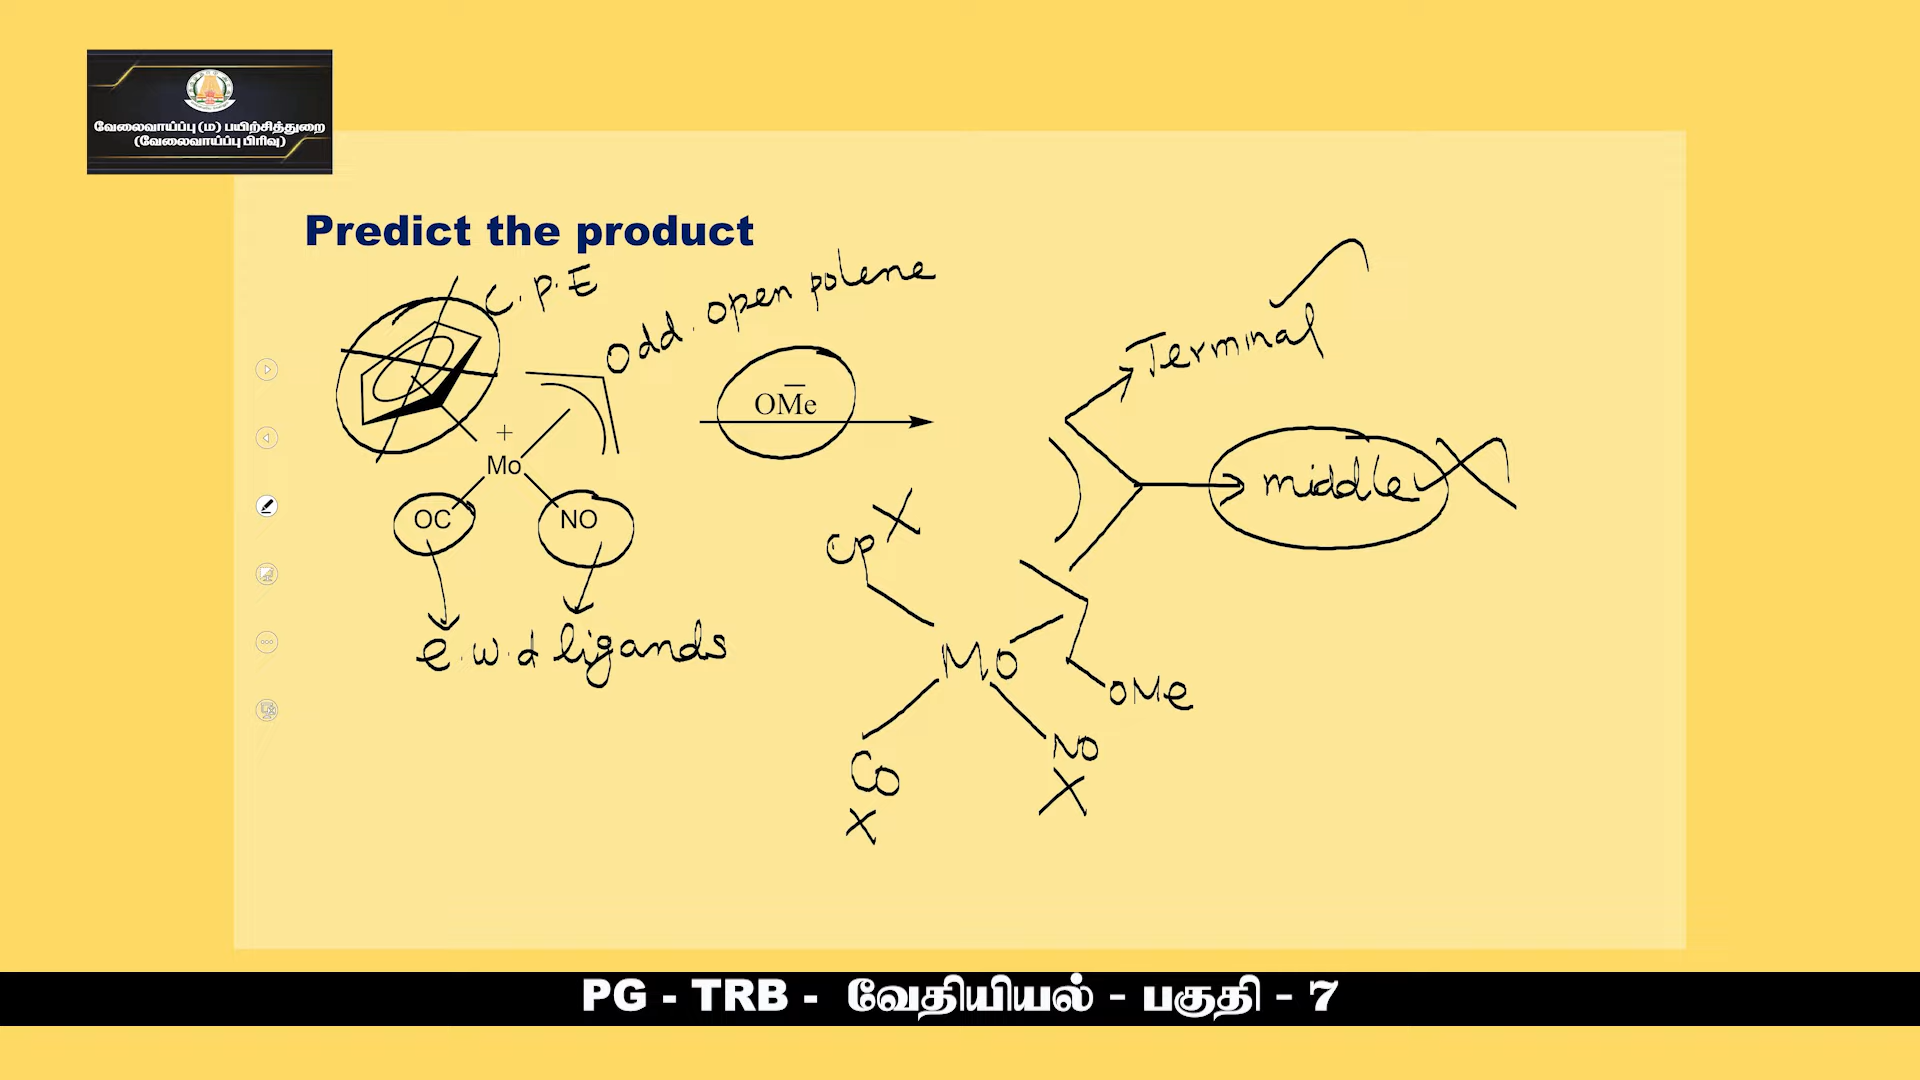 வேலைவாய்ப்பு (ம) பயிற்சித்துறை
(வேலைவாய்ப்பு பிரிவு)
Predict the product
C.P.E
Odd. open polene
Terminal
OMe
+
Mo
OC
NO
middle
Cp X
e.w.d ligands
Mo
OMe
NO
X
Co
X
PG - TRB - வேதியியல் - பகுதி - 7